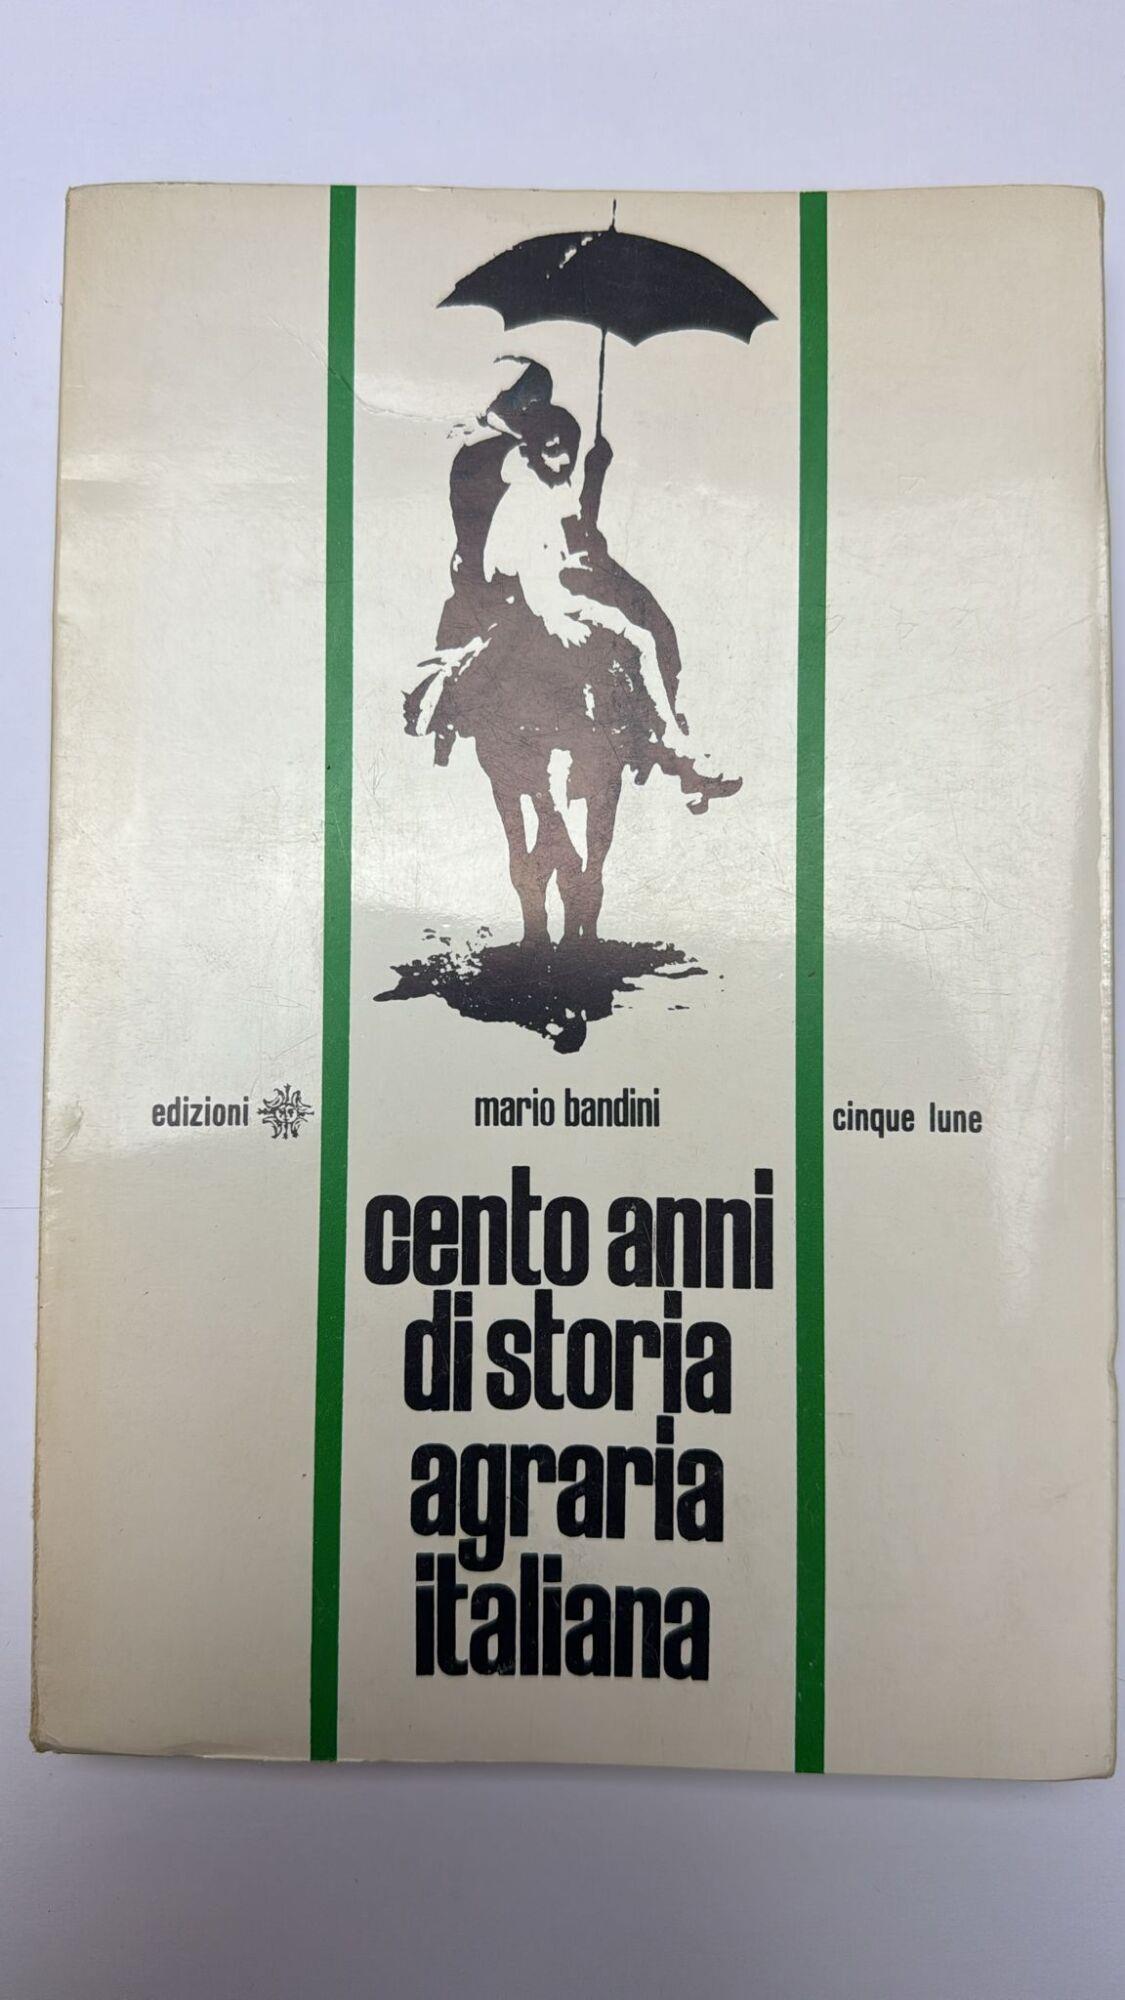 edizioni
mario bandini
cinque lune
cento anni
di storia
agraria
italiana